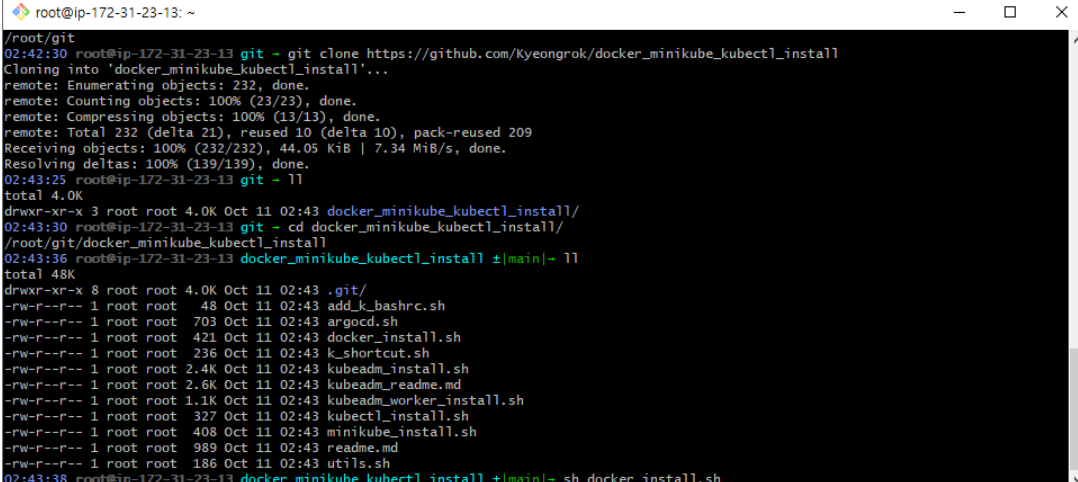 root@ip-172-31-23-13: ~
/root/git
02:42:30 root@ip-172-31-23-13 git → git clone https://github.com/Kyeongrok/docker_minikube_kubectl_install
Cloning into 'docker_minikube_kubectl_install'...
remote: Enumerating objects: 232, done.
remote: Counting objects: 100% (23/23), done.
remote: Compressing objects: 100% (13/13), done.
remote: Total 232 (delta 21), reused 10 (delta 10), pack-reused 209
Receiving objects: 100% (232/232), 44.05 KiB | 7.34 MiB/s, done.
Resolving deltas: 100% (139/139), done.
02:43:25 root@ip-172-31-23-13 git → ll
total 4.0K
drwxr-xr-x 3 root root 4.0K Oct 11 02:43 docker_minikube_kubectl_install/
02:43:30 root@ip-172-31-23-13 git → cd docker_minikube_kubectl_install/
/root/git/docker_minikube_kubectl_install
02:43:36 root@ip-172-31-23-13 docker_minikube_kubectl_install ±|main|→ ll
total 48K
drwxr-xr-x 8 root root 4.0K Oct 11 02:43 .git/
-rw-r--r-- 1 root root   48 Oct 11 02:43 add_k_bashrc.sh
-rw-r--r-- 1 root root  703 Oct 11 02:43 argocd.sh
-rw-r--r-- 1 root root  421 Oct 11 02:43 docker_install.sh
-rw-r--r-- 1 root root  236 Oct 11 02:43 k_shortcut.sh
-rw-r--r-- 1 root root 2.4K Oct 11 02:43 kubeadm_install.sh
-rw-r--r-- 1 root root 2.6K Oct 11 02:43 kubeadm_readme.md
-rw-r--r-- 1 root root 1.1K Oct 11 02:43 kubeadm_worker_install.sh
-rw-r--r-- 1 root root  327 Oct 11 02:43 kubectl_install.sh
-rw-r--r-- 1 root root  408 Oct 11 02:43 minikube_install.sh
-rw-r--r-- 1 root root  989 Oct 11 02:43 readme.md
-rw-r--r-- 1 root root  186 Oct 11 02:43 utils.sh
02:43:38 root@ip-172-31-23-13 docker_minikube_kubectl_install ±|main|→ sh docker_install.sh